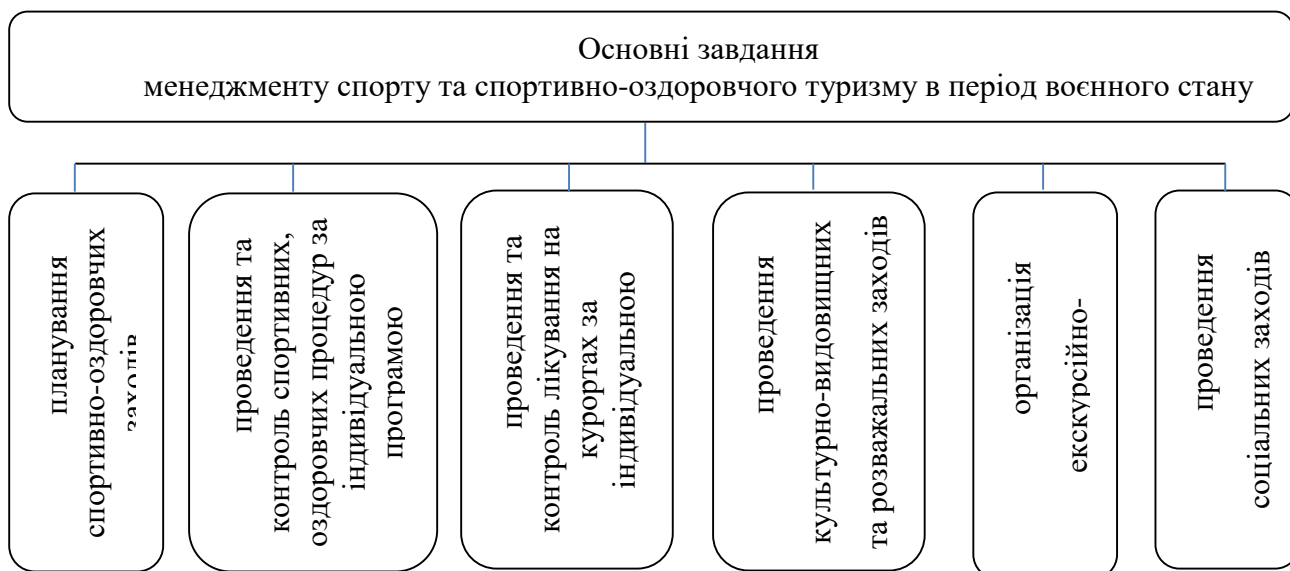 Основні завдання
менеджменту спорту та спортивно-оздоровчого туризму в період воєнного стану
планування
спортивно-оздоровчих
заходів
проведення та
контроль спортивних,
оздоровчих процедур за
індивідуальною
програмою
проведення та
контроль лікування на
курортах за
індивідуальною
проведення
культурно-видовищних
та розважальних заходів
організація
екскурсійно-
проведення
соціальних заходів